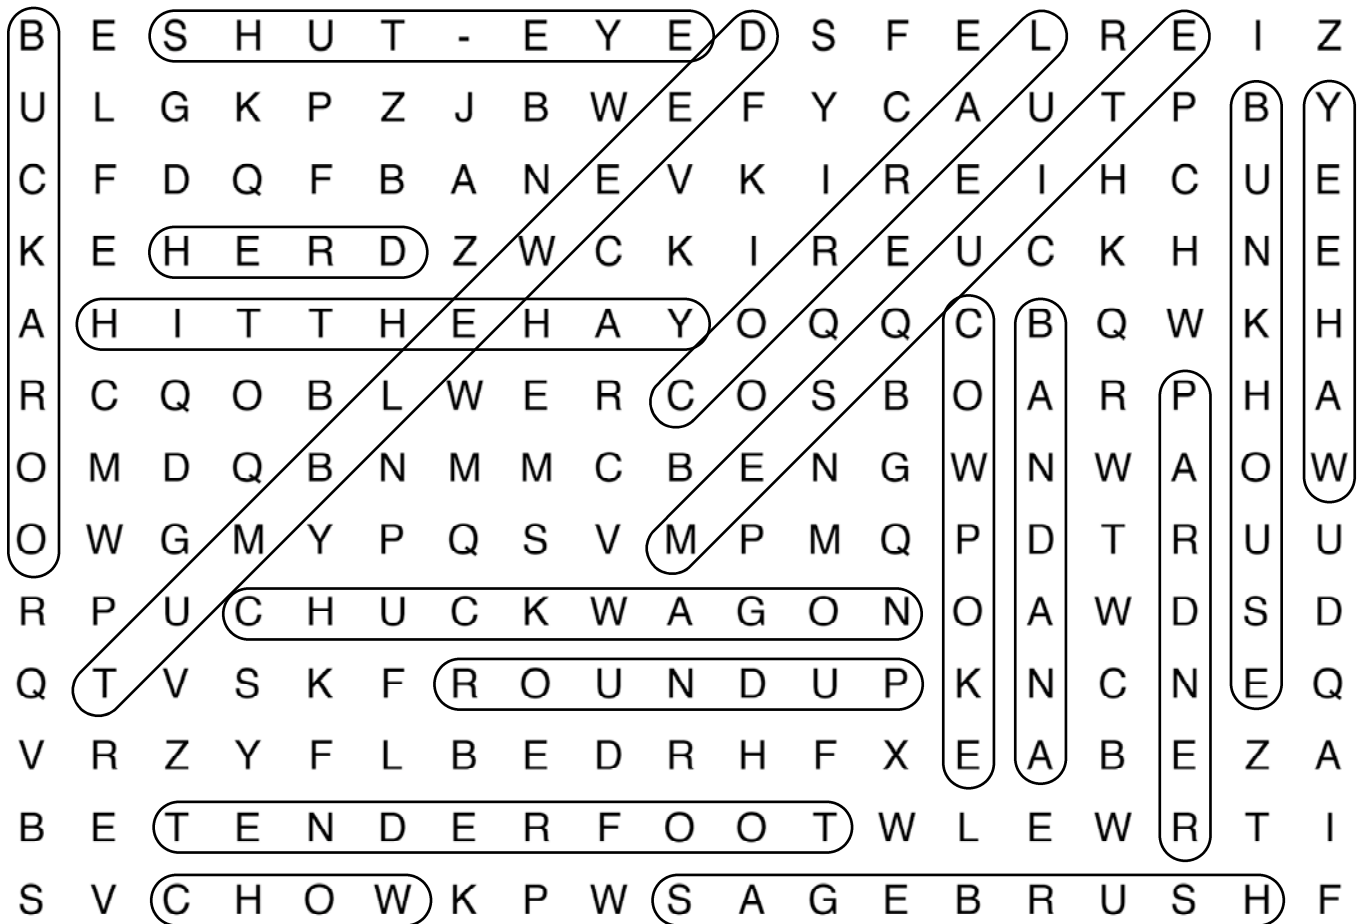 B E S H U T - E Y E D S F E L R E I Z
U L G K P Z J B W E F Y C A U T P B Y
C F D Q F B A N E V K I R E I H C U E
K E H E R D Z W C K I R E U C K H N E
A H I T T H E H A Y O Q Q C B Q W K H
R C Q O B L W E R C O S B O A R P H A
O M D Q B N M M C B E N G W N W A O W
O W G M Y P Q S V M P M Q P D T R U U
R P U C H U C K W A G O N O A W D S D
Q T V S K F R O U N D U P K N C N E Q
V R Z Y F L B E D R H F X E A B E Z A
B E T E N D E R F O O T W L E W R T I
S V C H O W K P W S A G E B R U S H F